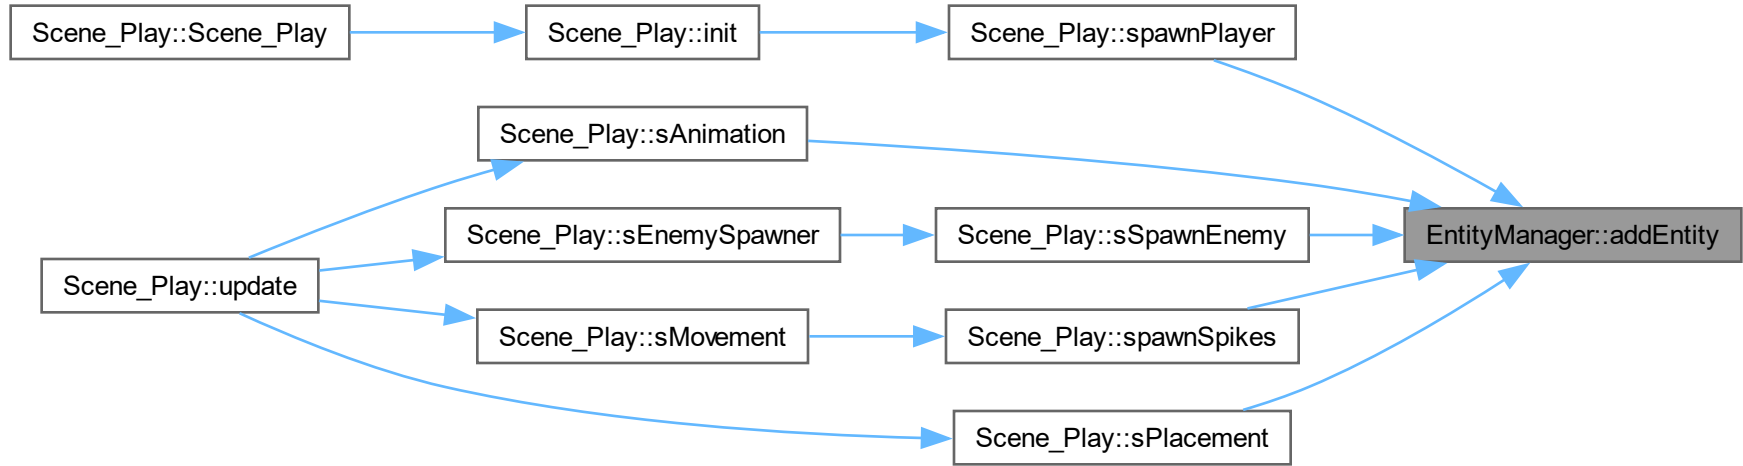 Scene_Play::Scene_Play
Scene_Play::init
Scene_Play::spawnPlayer
Scene_Play::sAnimation
Scene_Play::sEnemySpawner
Scene_Play::sSpawnEnemy
EntityManager::addEntity
Scene_Play::update
Scene_Play::sMovement
Scene_Play::spawnSpikes
Scene_Play::sPlacement